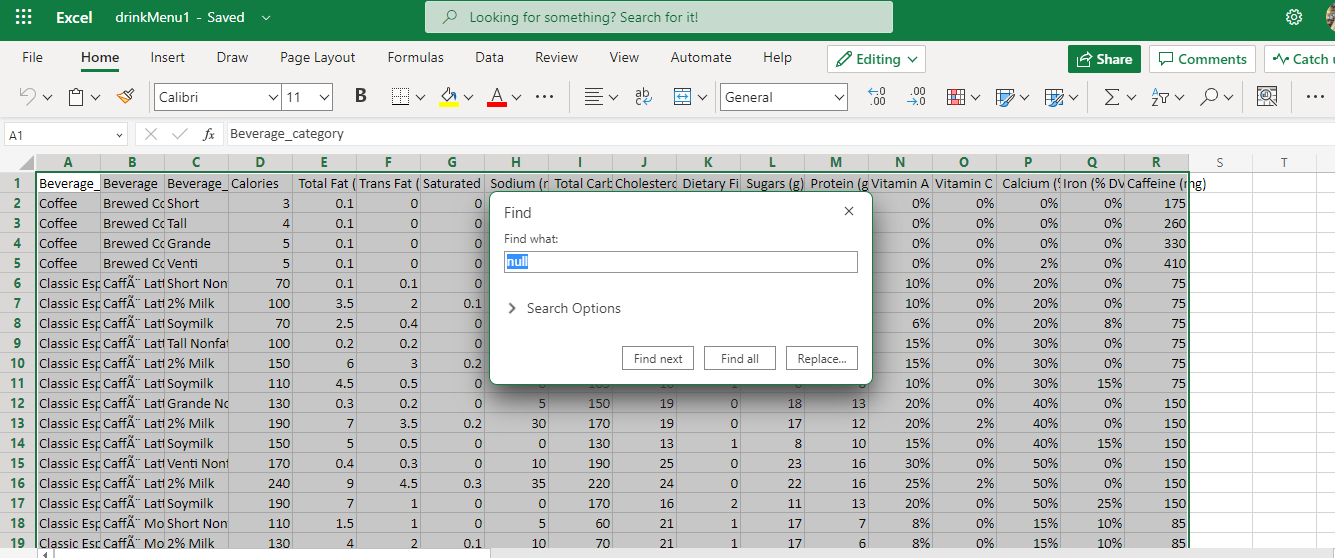 Excel drinkMenu1 - Saved Looking for something? Search for it!
File Home Insert Draw Page Layout Formulas Data Review View Automate Help Editing Share Comments Catch u
Calibri 11 B A General .00 .00
A1 fx Beverage_category
A B C D E F G H I J K L M N O P Q R S T
1 Beverage_ Beverage Beverage_ Calories Total Fat ( Trans Fat ( Saturated Sodium (m Total Carb Cholestero Dietary Fi Sugars (g) Protein (g Vitamin A Vitamin C Calcium (% Iron (% DV Caffeine (mg)
2 Coffee Brewed Co Short 3 0.1 0 0 0% 0% 0% 0% 175
3 Coffee Brewed Co Tall 4 0.1 0 0 0% 0% 0% 0% 260
4 Coffee Brewed Co Grande 5 0.1 0 0 0% 0% 0% 0% 330
5 Coffee Brewed Co Venti 5 0.1 0 0 0% 0% 2% 0% 410
6 Classic Esp CaffÃ¨ Latt Short Non 70 0.1 0.1 0 10% 0% 20% 0% 75
7 Classic Esp CaffÃ¨ Latt 2% Milk 100 3.5 2 0.1 10% 0% 20% 0% 75
8 Classic Esp CaffÃ¨ Latt Soymilk 70 2.5 0.4 0 6% 0% 20% 8% 75
9 Classic Esp CaffÃ¨ Latt Tall Nonfat 100 0.2 0.2 0 15% 0% 30% 0% 75
10 Classic Esp CaffÃ¨ Latt 2% Milk 150 6 3 0.2 15% 0% 30% 0% 75
11 Classic Esp CaffÃ¨ Latt Soymilk 110 4.5 0.5 0 10% 0% 30% 15% 75
12 Classic Esp CaffÃ¨ Latt Grande No 130 0.3 0.2 0 5 150 19 0 18 13 20% 0% 40% 0% 150
13 Classic Esp CaffÃ¨ Latt 2% Milk 190 7 3.5 0.2 30 170 19 0 17 12 20% 2% 40% 0% 150
14 Classic Esp CaffÃ¨ Latt Soymilk 150 5 0.5 0 0 130 13 1 8 10 15% 0% 40% 15% 150
15 Classic Esp CaffÃ¨ Latt Venti Nonf 170 0.4 0.3 0 10 190 25 0 23 16 30% 0% 50% 0% 150
16 Classic Esp CaffÃ¨ Latt 2% Milk 240 9 4.5 0.3 35 220 24 0 22 16 25% 2% 50% 0% 150
17 Classic Esp CaffÃ¨ Latt Soymilk 190 7 1 0 0 170 16 2 11 13 20% 0% 50% 25% 150
18 Classic Esp CaffÃ¨ Mo Short Non 110 1.5 1 0 5 60 21 1 17 7 8% 0% 15% 10% 85
19 Classic Esp CaffÃ¨ Mo 2% Milk 130 4 2 0.1 10 70 21 1 17 6 8% 0% 15% 10% 85
Find
Find what:
null
Search Options
Find next Find all Replace...